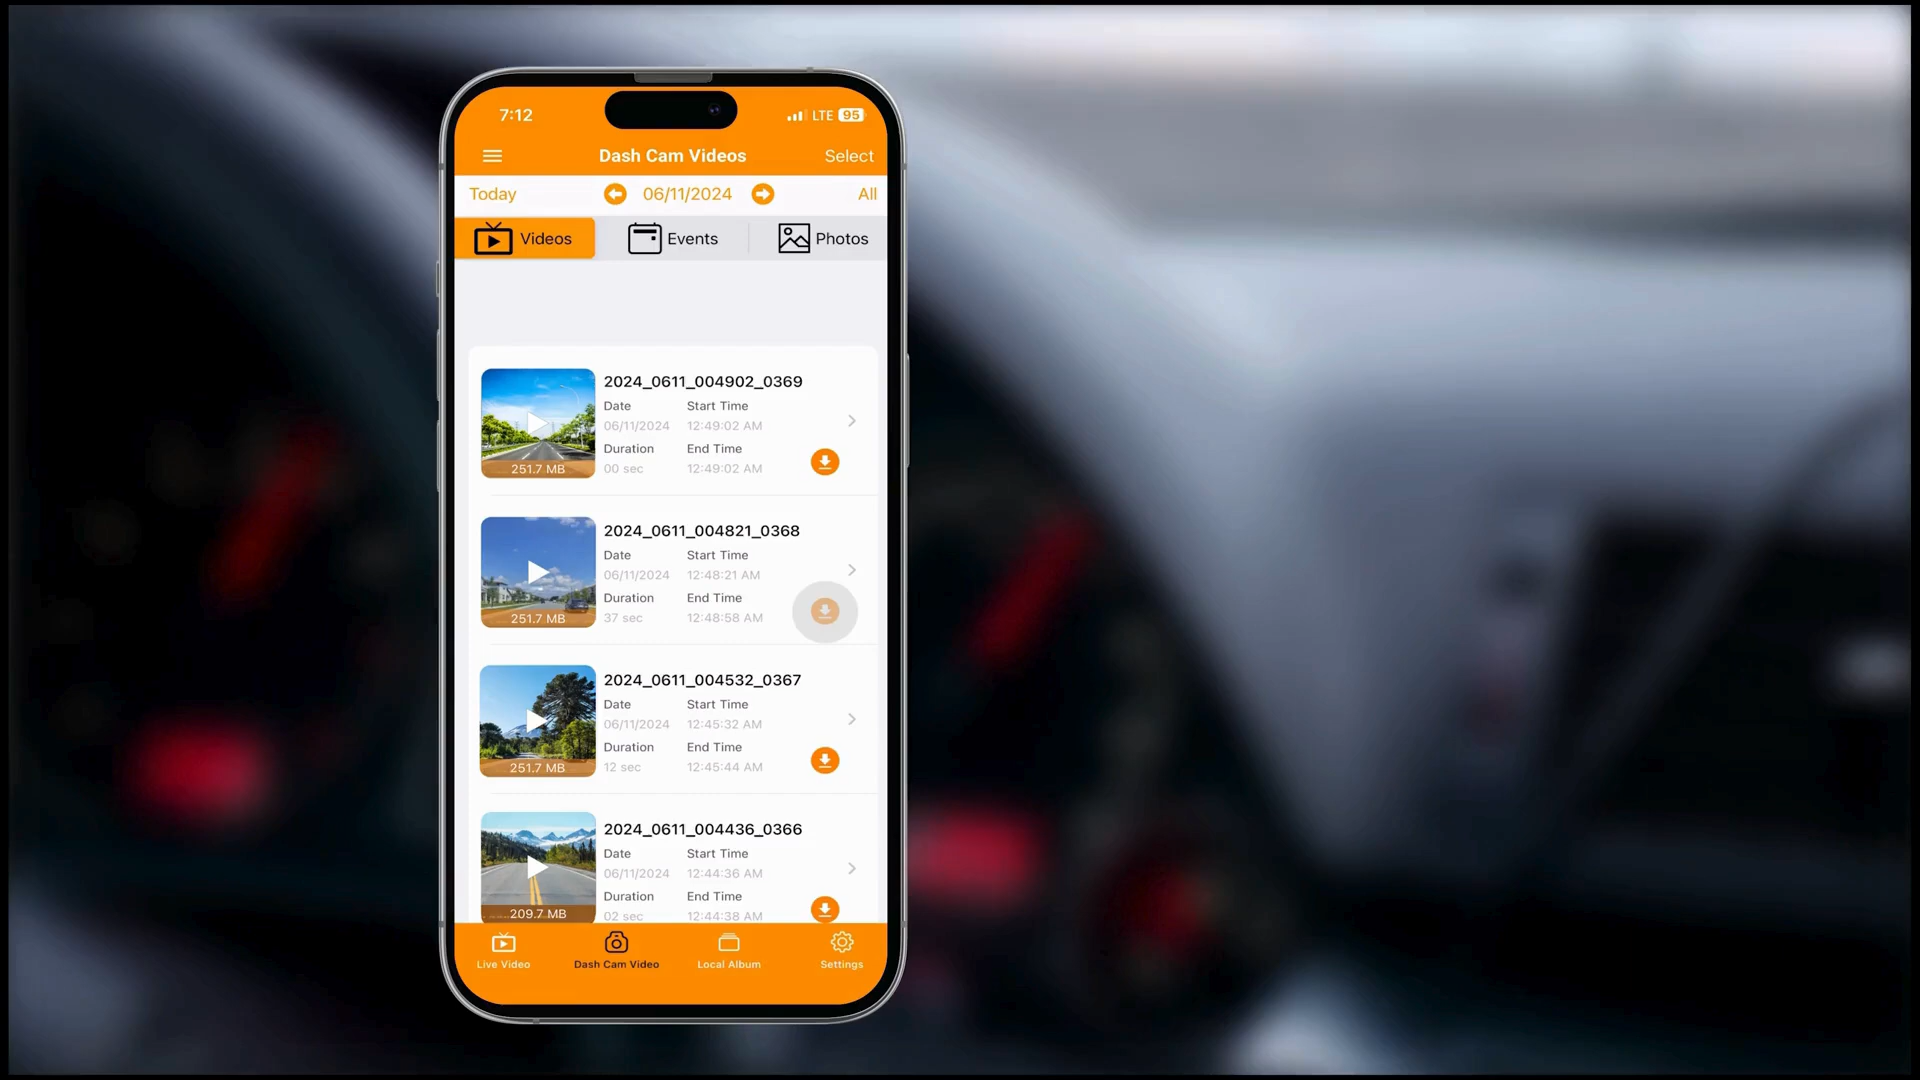 7:12 LTE 95
Dash Cam Videos Select
Today 06/11/2024 All
Videos Events Photos
2024_0611_004902_0369
Date Start Time
06/11/2024 12:49:02 AM
Duration End Time
251.7 MB 00 sec 12:49:02 AM
2024_0611_004821_0368
Date Start Time
06/11/2024 12:48:21 AM
Duration End Time
251.7 MB 37 sec 12:48:58 AM
2024_0611_004532_0367
Date Start Time
06/11/2024 12:45:32 AM
Duration End Time
251.7 MB 12 sec 12:45:44 AM
2024_0611_004436_0366
Date Start Time
06/11/2024 12:44:36 AM
Duration End Time
209.7 MB 02 sec 12:44:38 AM
Live Video Dash Cam Video Local Album Settings